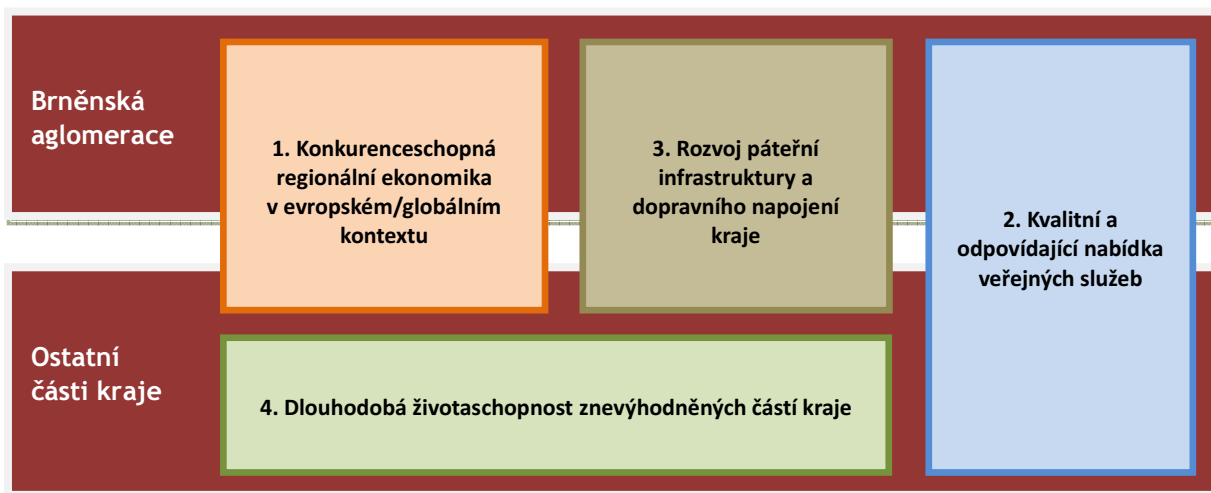 Brněnská
aglomerace
1. Konkurenceschopná
regionální ekonomika
v evropském/globálním
kontextu
3. Rozvoj páteřní
infrastruktury a
dopravního napojení
kraje
2. Kvalitní a
odpovídající nabídka
veřejných služeb
Ostatní
části kraje
4. Dlouhodobá životaschopnost znevýhodněných částí kraje